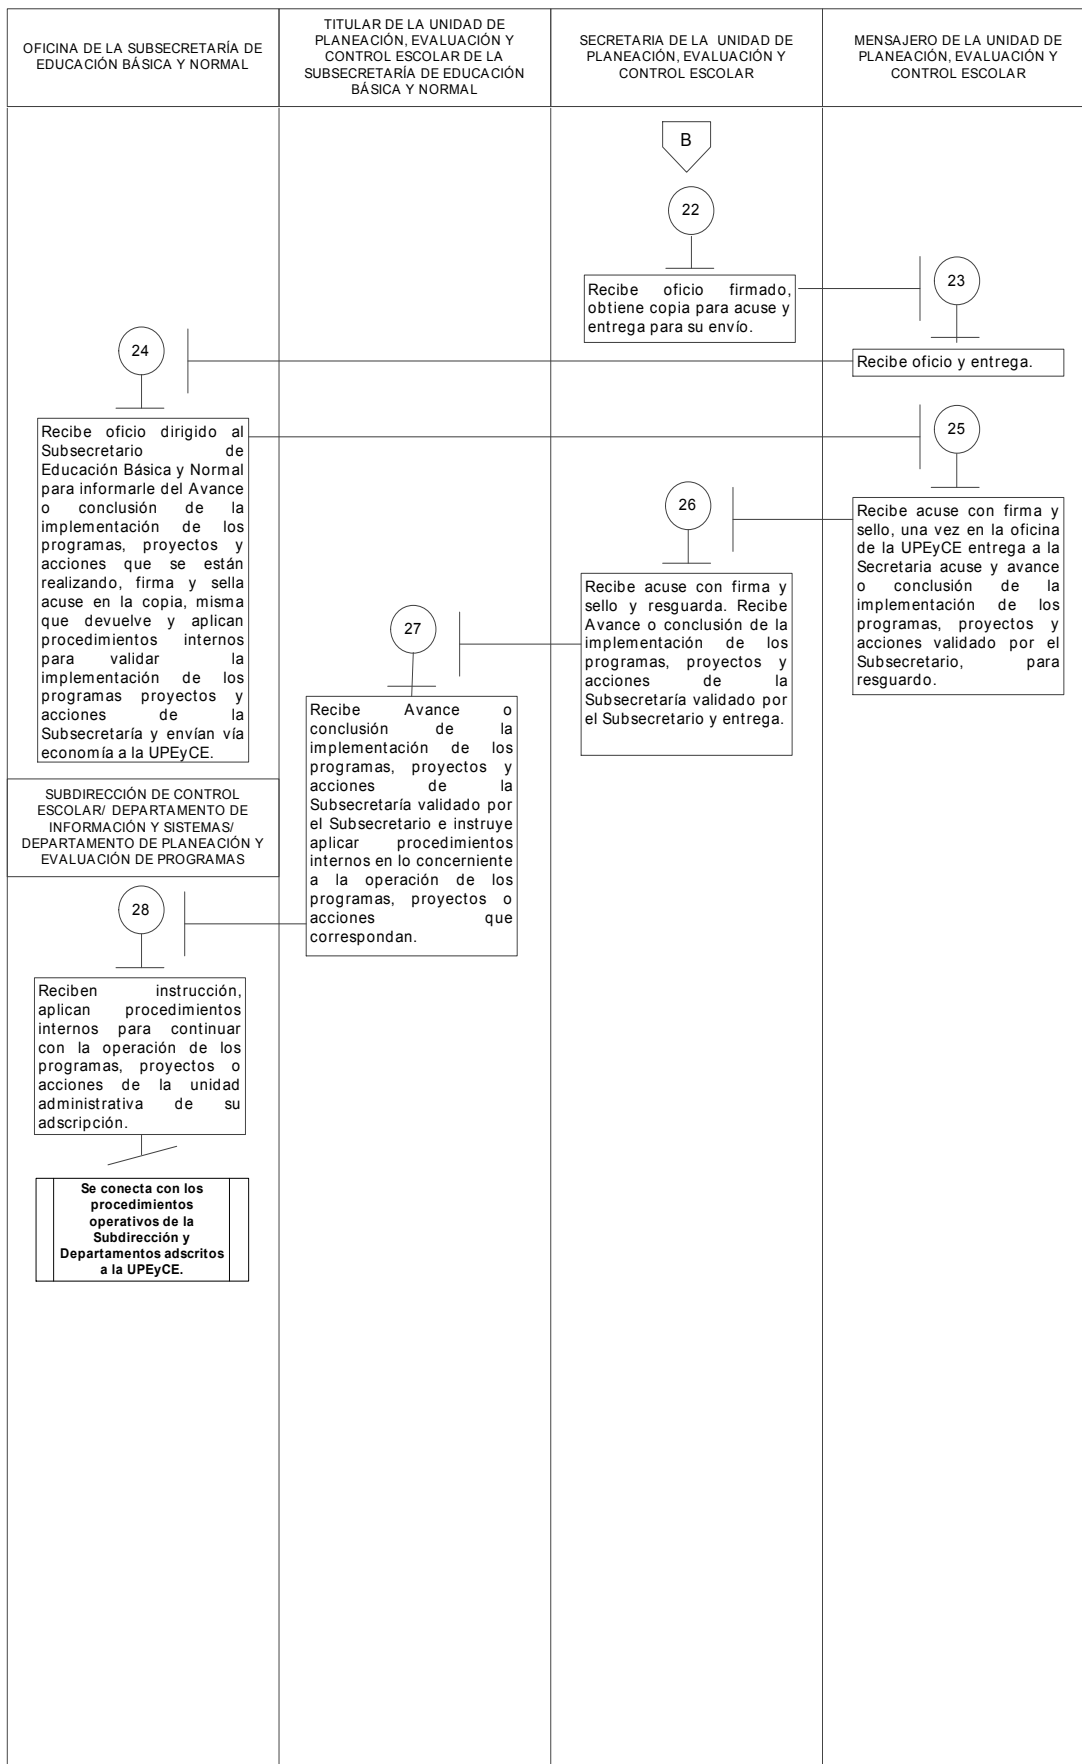 OFICINA DE LA SUBSECRETARÍA DE
EDUCACIÓN BÁSICA Y NORMAL
TITULAR DE LA UNIDAD DE
PLANEACIÓN, EVALUACIÓN Y
CONTROL ESCOLAR DE LA
SUBSECRETARÍA DE EDUCACIÓN
BÁSICA Y NORMAL
SECRETARIA DE LA UNIDAD DE
PLANEACIÓN, EVALUACIÓN Y
CONTROL ESCOLAR
MENSAJERO DE LA UNIDAD DE
PLANEACIÓN, EVALUACIÓN Y
CONTROL ESCOLAR
B
22
Recibe oficio firmado,
obtiene copia para acuse y
entrega para su envío.
23
Recibe oficio y entrega.
24
Recibe oficio dirigido al
Subsecretario de
Educación Básica y Normal
para informarle del Avance
o conclusión de la
implementación de los
programas, proyectos y
acciones que se están
realizando, firma y sella
acuse en la copia, misma
que devuelve y aplican
procedimientos internos
para validar la
implementación de los
programas proyectos y
acciones de la
Subsecretaría y envían vía
economía a la UPEyCE.
25
Recibe acuse con firma y
sello, una vez en la oficina
de la UPEyCE entrega a la
Secretaria acuse y avance
o conclusión de la
implementación de los
programas, proyectos y
acciones validado por el
Subsecretario, para
resguardo.
26
Recibe acuse con firma y
sello y resguarda. Recibe
Avance o conclusión de la
implementación de los
programas, proyectos y
acciones de la
Subsecretaría validado por
el Subsecretario y entrega.
27
Recibe Avance o
conclusión de la
implementación de los
programas, proyectos y
acciones de la
Subsecretaría validado por
el Subsecretario e instruye
aplicar procedimientos
internos en lo concerniente
a la operación de los
programas, proyectos o
acciones que
correspondan.
SUBDIRECCIÓN DE CONTROL
ESCOLAR/ DEPARTAMENTO DE
INFORMACIÓN Y SISTEMAS/
DEPARTAMENTO DE PLANEACIÓN Y
EVALUACIÓN DE PROGRAMAS
28
Reciben instrucción,
aplican procedimientos
internos para continuar
con la operación de los
programas, proyectos o
acciones de la unidad
administrativa de su
adscripción.
Se conecta con los
procedimientos
operativos de la
Subdirección y
Departamentos adscritos
a la UPEyCE.